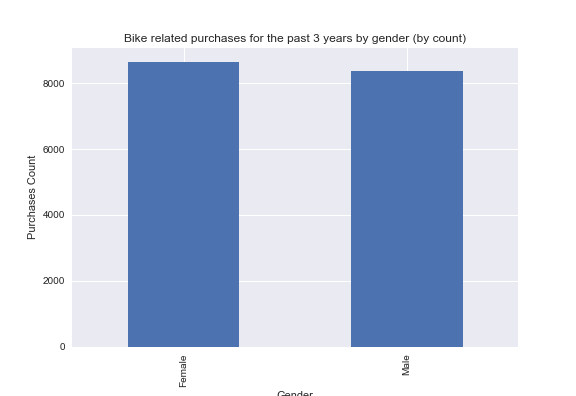 Bike related purchases for the past 3 years by gender (by count)
8000
6000
4000
2000
0
Purchases Count
Female
Male
Gender